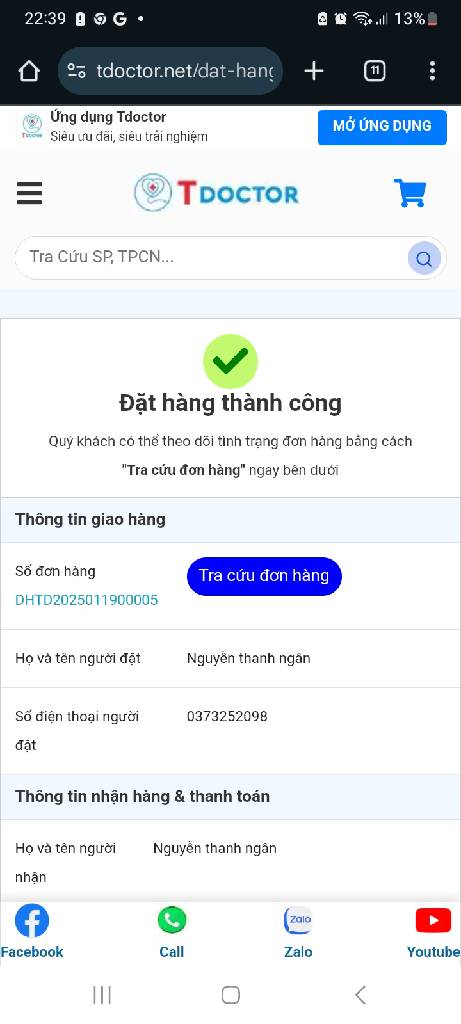 22:39
13%
tdoctor.net/dat-hang
11
Ứng dụng Tdoctor
Siêu ưu đãi, siêu trải nghiệm
MỞ ỨNG DỤNG
TDOCTOR
Tra Cứu SP, TPCN...
Đặt hàng thành công
Quý khách có thể theo dõi tình trạng đơn hàng bằng cách
"Tra cứu đơn hàng" ngay bên dưới
Thông tin giao hàng
Số đơn hàng
DHTD2025011900005
Tra cứu đơn hàng
Họ và tên người đặt
Nguyễn thanh ngân
Số điện thoại người
đặt
0373252098
Thông tin nhận hàng & thanh toán
Họ và tên người
nhận
Nguyễn thanh ngân
Facebook
Call
Zalo
Zalo
Youtube